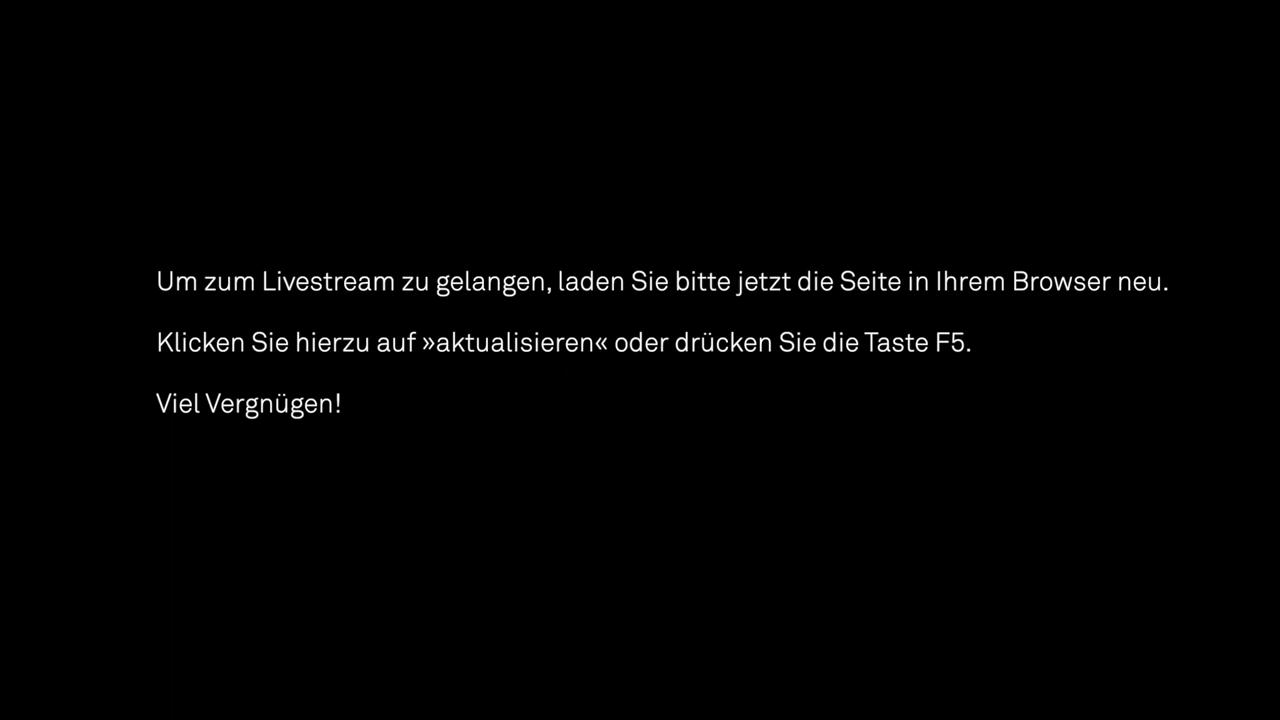 Um zum Livestream zu gelangen, laden Sie bitte jetzt die Seite in Ihrem Browser neu.
Klicken Sie hierzu auf »aktualisieren« oder drücken Sie die Taste F5.
Viel Vergnügen!